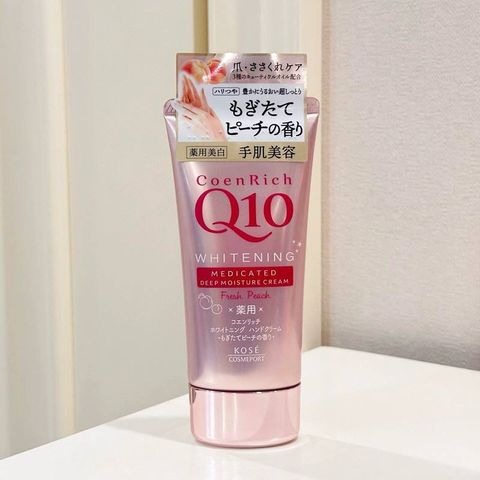 爪・ささくれケア
3種のキューティクルオイル配合
ハリつや 豊かにうるおい超しっとり
もぎたて
ピーチの香り
薬用美白 手肌美容
CoenRich
Q10
WHITENING
MEDICATED
DEEP MOISTURE CREAM
Fresh Peach
×薬用×
コエンリッチ
ホワイトニング ハンドクリーム
-もぎたてピーチの香り-
KOSÉ
COSMEPORT